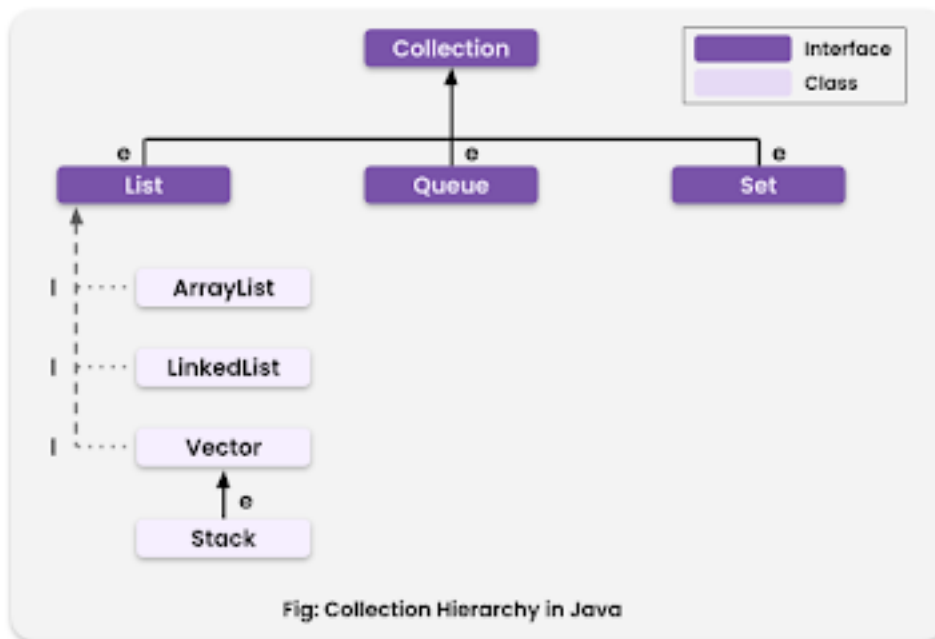 Collection
Interface
Class
e
e
e
List
Queue
Set
I
ArrayList
I
LinkedList
I
Vector
e
Stack
Fig: Collection Hierarchy in Java